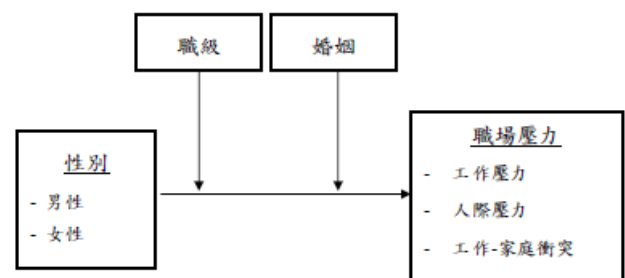 職級
婚姻
性別
- 男性
- 女性
職場壓力
- 工作壓力
- 人際壓力
- 工作-家庭衝突